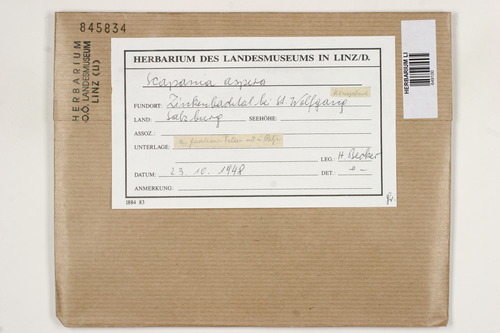 845834
HERBARIUM
O.Ö. LANDESMUSEUM
LINZ (LI)
HERBARIUM LI
HERBARIUM DES LANDESMUSEUMS IN LINZ/D.
Scapania aspera
FUNDORT: Zinkenbachtal bei St Wolfgang
LAND: Salzburg SEEHÖHE:
ASSOZ.:
UNTERLAGE:
LEG.: H. Becker
DATUM: 23. 10. 1948 DET.: -"-
ANMERKUNG:
1884 83